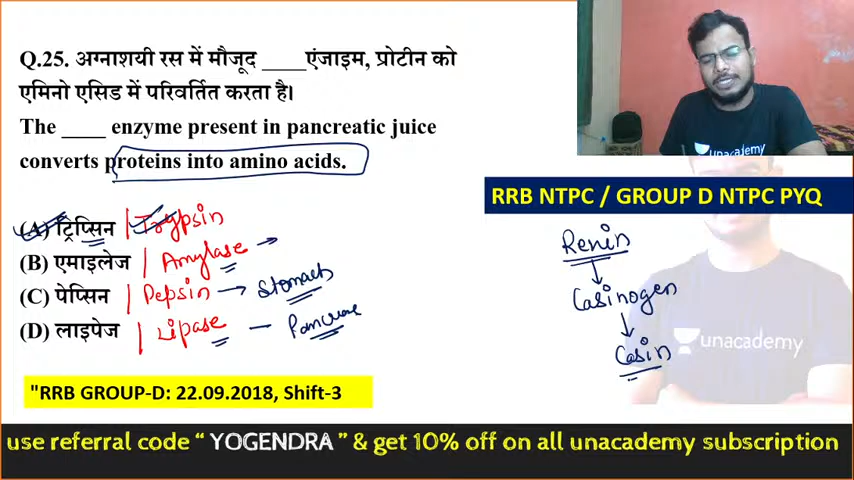 Q.25. अग्नाशयी रस में मौजूद ____एंजाइम, प्रोटीन को
एमिनो एसिड में परिवर्तित करता है।
The ____ enzyme present in pancreatic juice
converts proteins into amino acids.
(A) ट्रिप्सिन | Trypsin
(B) एमाइलेज | Amylase →
(C) पेप्सिन | Pepsin → Stomach
(D) लाइपेज | Lipase –
"RRB GROUP-D: 22.09.2018, Shift-3
unacademy
RRB NTPC / GROUP D NTPC PYQ
Renin
↓
Casinogen
↓
Casin
unacademy
use referral code “ YOGENDRA ” & get 10% off on all unacademy subscription